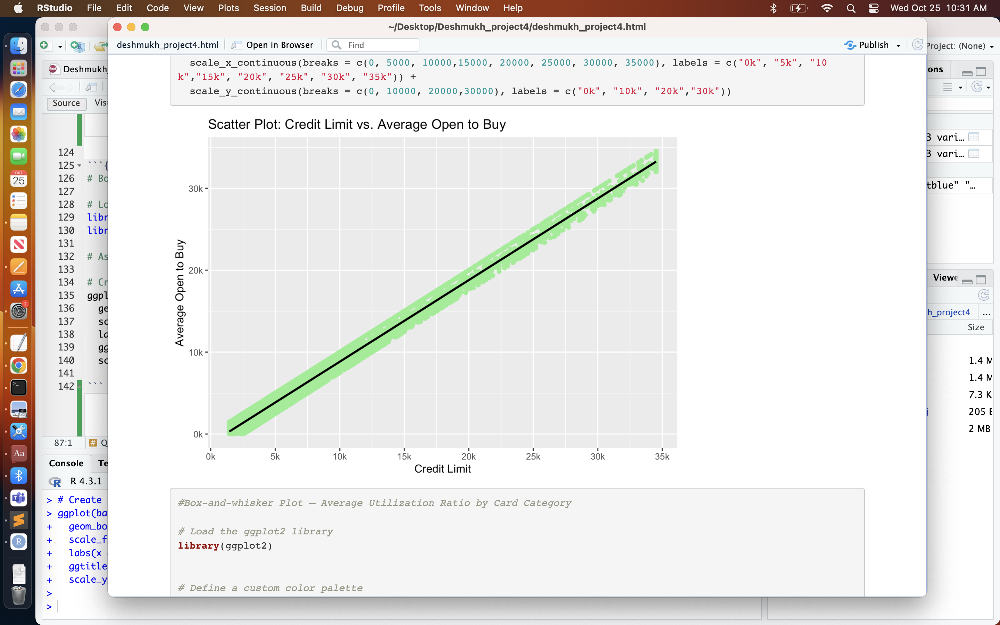 RStudio File Edit Code View Plots Session Build Debug Profile Tools Window Help Wed Oct 25 10:31 AM
~/Desktop/Deshmukh_project4/deshmukh_project4.html
deshmukh_project4.html Open in Browser Find Publish Project: (None)
Deshmukh
Source
scale_x_continuous(breaks = c(0, 5000, 10000,15000, 20000, 25000, 30000, 35000), labels = c("0k", "5k", "10
k","15k", "20k", "25k", "30k", "35k")) +
scale_y_continuous(breaks = c(0, 10000, 20000,30000), labels = c("0k", "10k", "20k","30k"))
Scatter Plot: Credit Limit vs. Average Open to Buy
30k
20k
10k
0k
Average Open to Buy
0k 5k 10k 15k 20k 25k 30k 35k
Credit Limit
#Box-and-whisker Plot — Average Utilization Ratio by Card Category
# Load the ggplot2 library
library(ggplot2)
# Define a custom color palette
124
125 ```{
126 # Bo
127
128 # Lo
129 libr
130 libr
131
132 # As
133
134 # Cr
135 ggpl
136 ge
137 sc
138 la
139 gg
140 sc
141
142 ```
87:1 # Q
Console Te
R 4.3.1
> # Create
> ggplot(ba
+ geom_bo
+ scale_f
+ labs(x
+ ggtitle
+ scale_y
>
>
ons
3 vari…
3 vari…
tblue" "…
Viewe
h_project4 ...
Size
1.4 M
1.4 M
7.3 K
205 B
2 MB
OCT
25
2
Aa